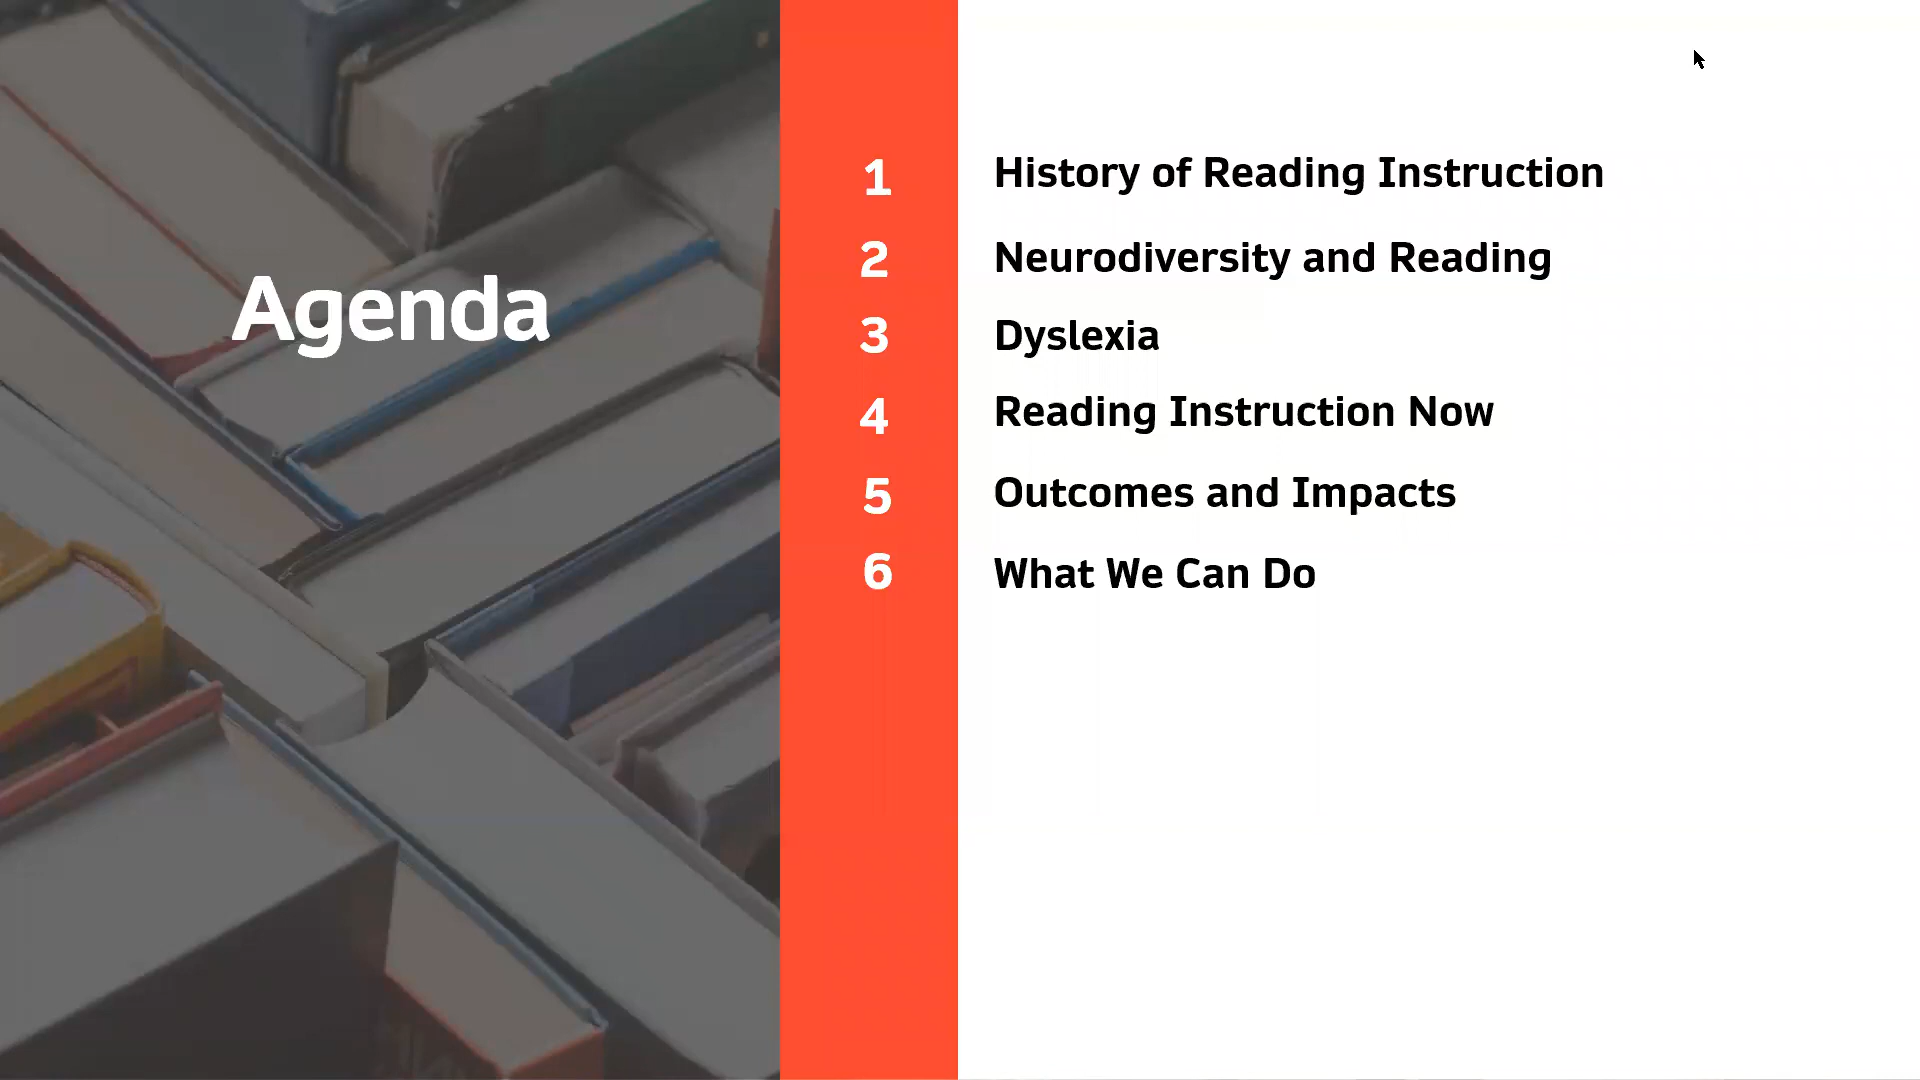 Agenda
1 History of Reading Instruction
2 Neurodiversity and Reading
3 Dyslexia
4 Reading Instruction Now
5 Outcomes and Impacts
6 What We Can Do